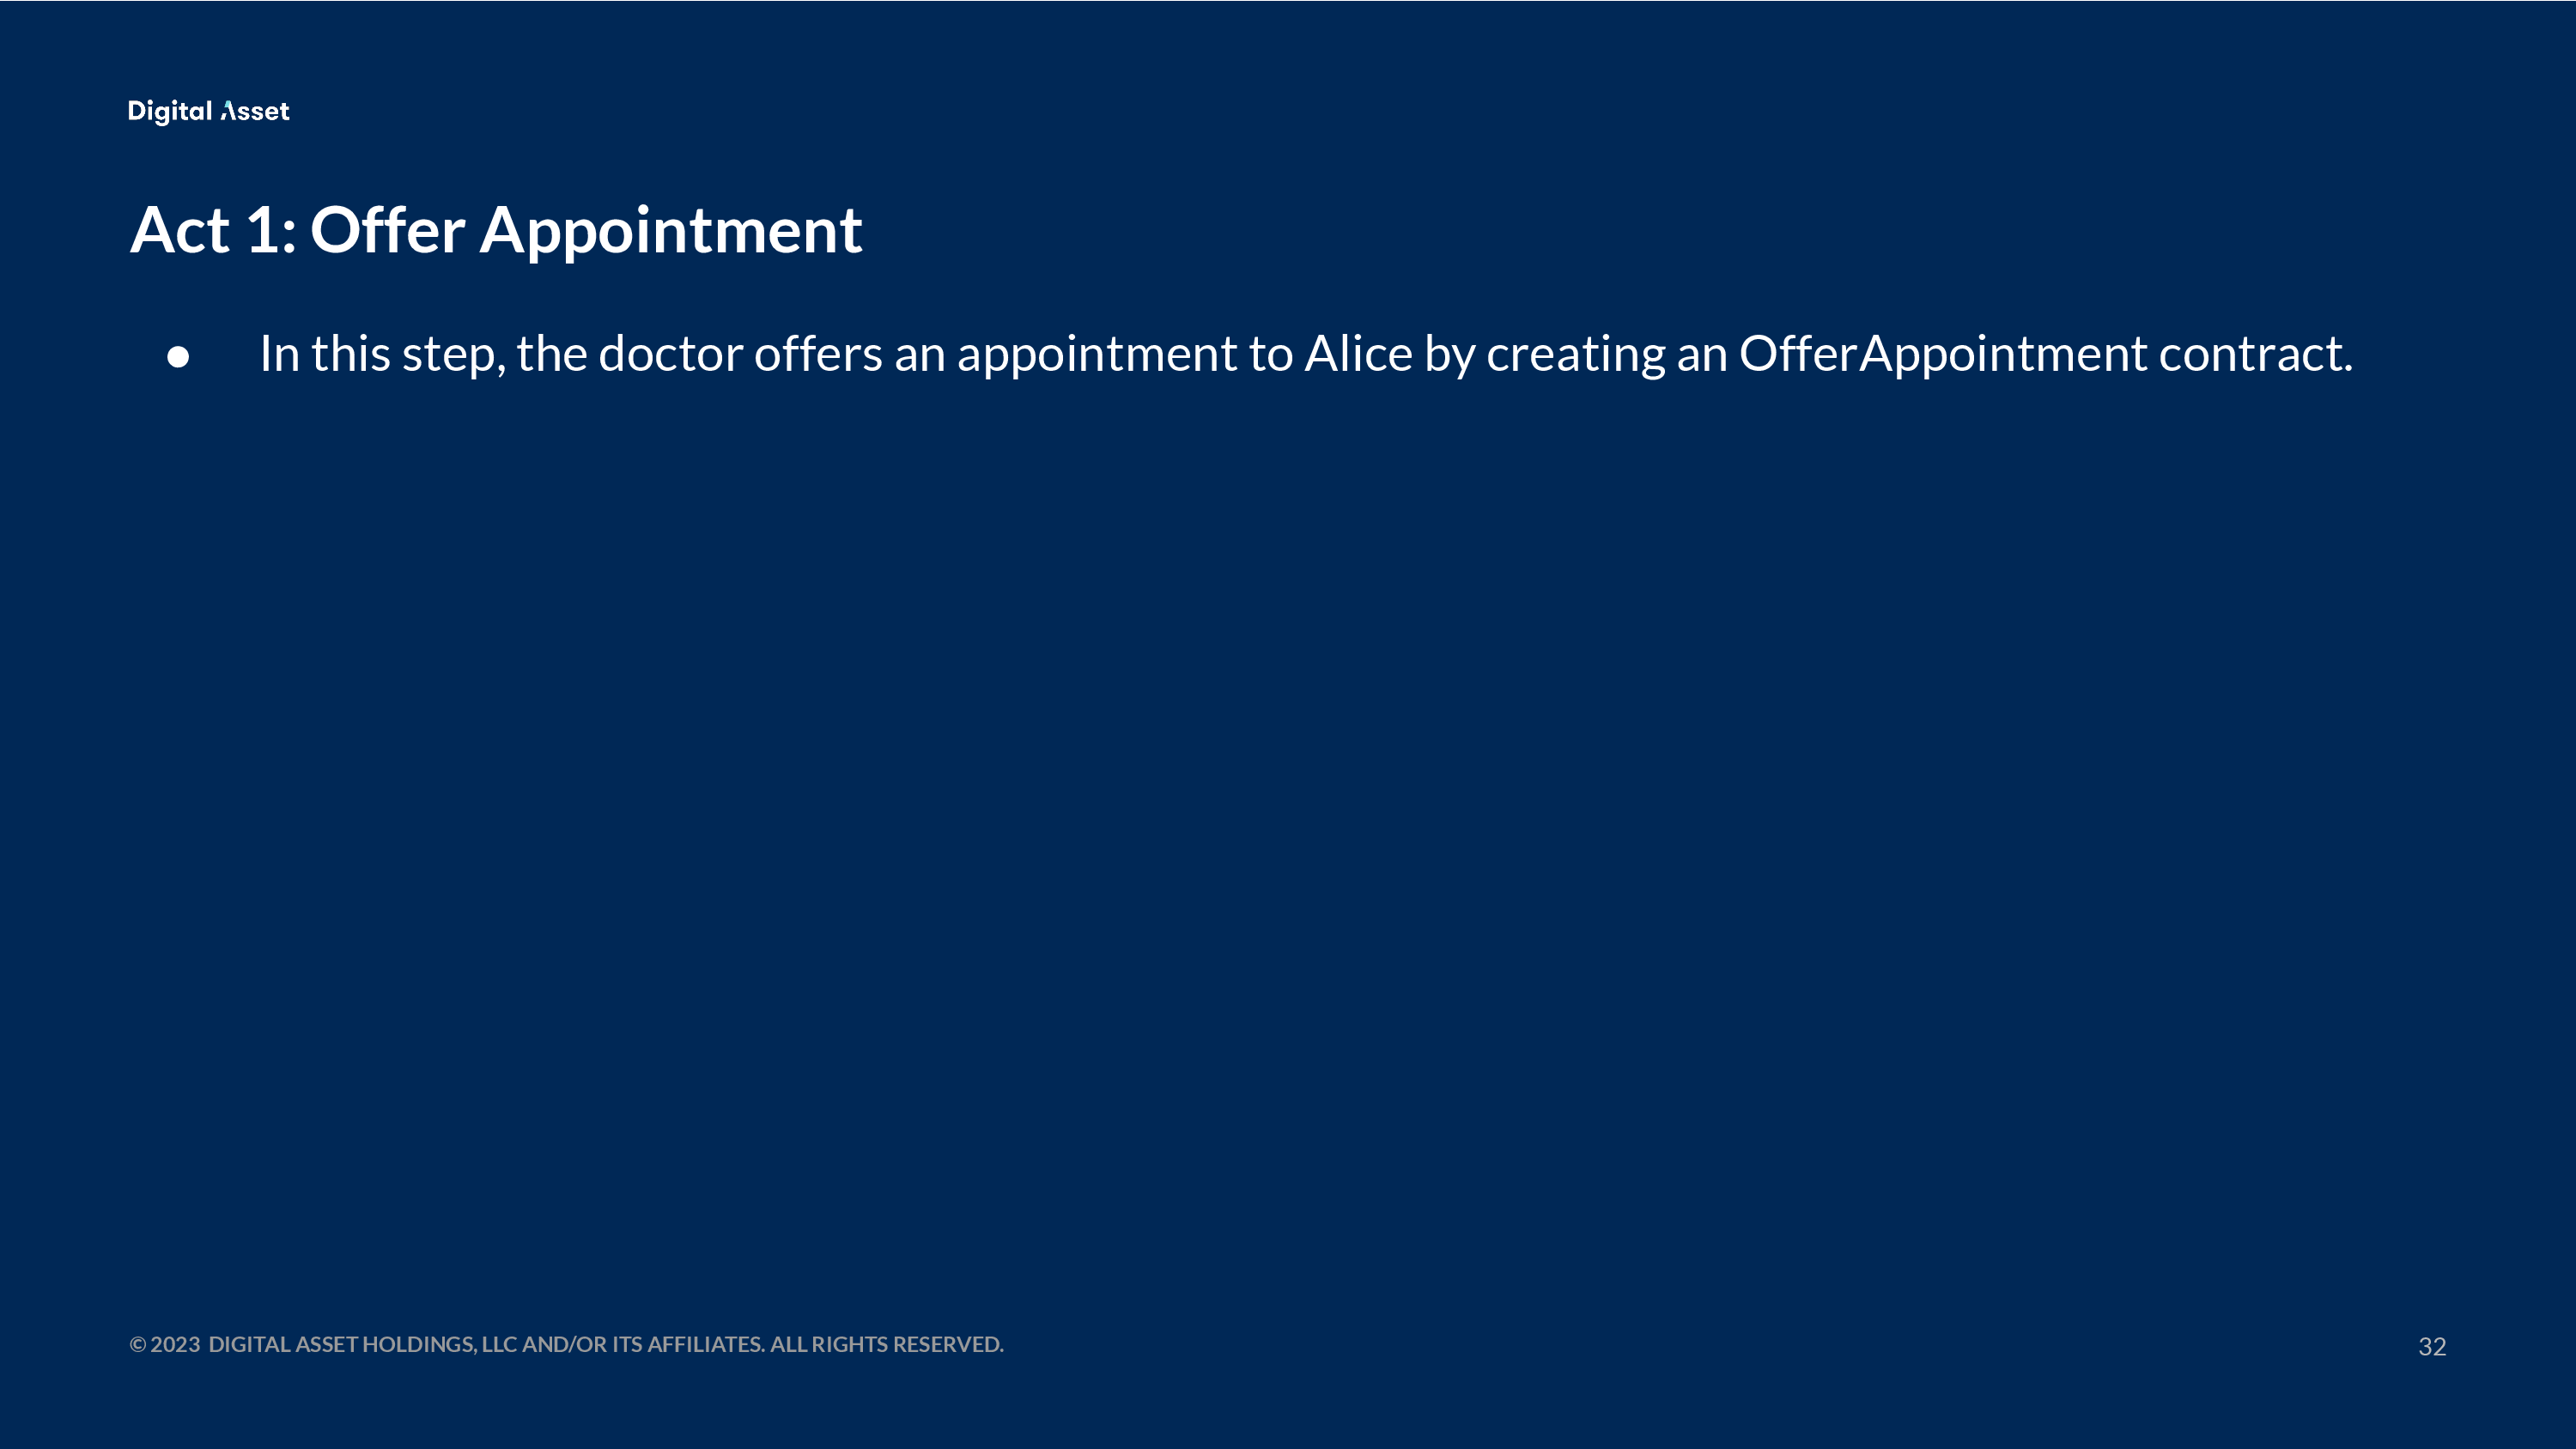 Digital Asset
Act 1: Offer Appointment
● In this step, the doctor offers an appointment to Alice by creating an OfferAppointment contract.
© 2023 DIGITAL ASSET HOLDINGS, LLC AND/OR ITS AFFILIATES. ALL RIGHTS RESERVED.
32